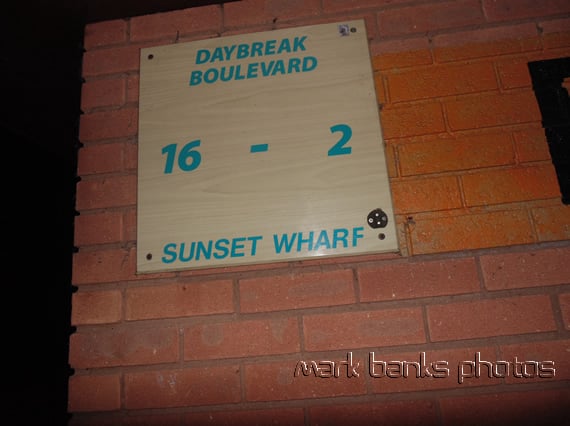 DAYBREAK
BOULEVARD
16 - 2
SUNSET WHARF
mark banks photos